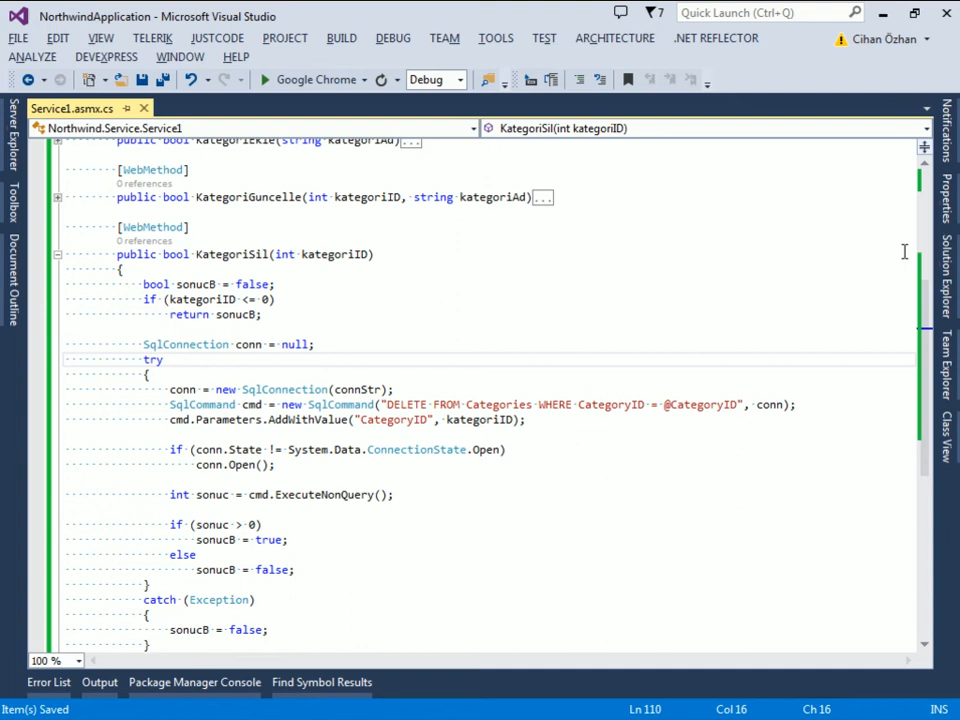 NorthwindApplication - Microsoft Visual Studio
7
Quick Launch (Ctrl+Q)
FILE EDIT VIEW TELERIK JUSTCODE PROJECT BUILD DEBUG TEAM TOOLS TEST ARCHITECTURE .NET REFLECTOR
Cihan Özhan
ANALYZE DEVEXPRESS WINDOW HELP
Google Chrome
Debug
Service1.asmx.cs
Northwind.Service.Service1
KategoriSil(int kategoriID)
public bool KategoriEkle(string kategoriAd)...
[WebMethod]
0 references
public bool KategoriGuncelle(int kategoriID, string kategoriAd)...
[WebMethod]
0 references
public bool KategoriSil(int kategoriID)
{
bool sonucB = false;
if (kategoriID <= 0)
return sonucB;
SqlConnection conn = null;
try
{
conn = new SqlConnection(connStr);
SqlCommand cmd = new SqlCommand("DELETE FROM Categories WHERE CategoryID = @CategoryID", conn);
cmd.Parameters.AddWithValue("CategoryID", kategoriID);
if (conn.State != System.Data.ConnectionState.Open)
conn.Open();
int sonuc = cmd.ExecuteNonQuery();
if (sonuc > 0)
sonucB = true;
else
sonucB = false;
}
catch (Exception)
{
sonucB = false;
}
100 %
Server Explorer
Toolbox
Document Outline
Notifications
Properties
Solution Explorer
Team Explorer
Class View
Error List Output Package Manager Console Find Symbol Results
Item(s) Saved
Ln 110 Col 16 Ch 16 INS